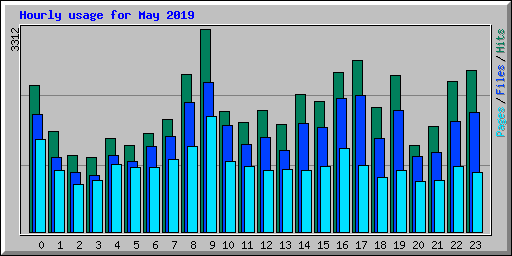 Hourly usage for May 2019
3312
Pages/Files/Hits
0 1 2 3 4 5 6 7 8 9 10 11 12 13 14 15 16 17 18 19 20 21 22 23